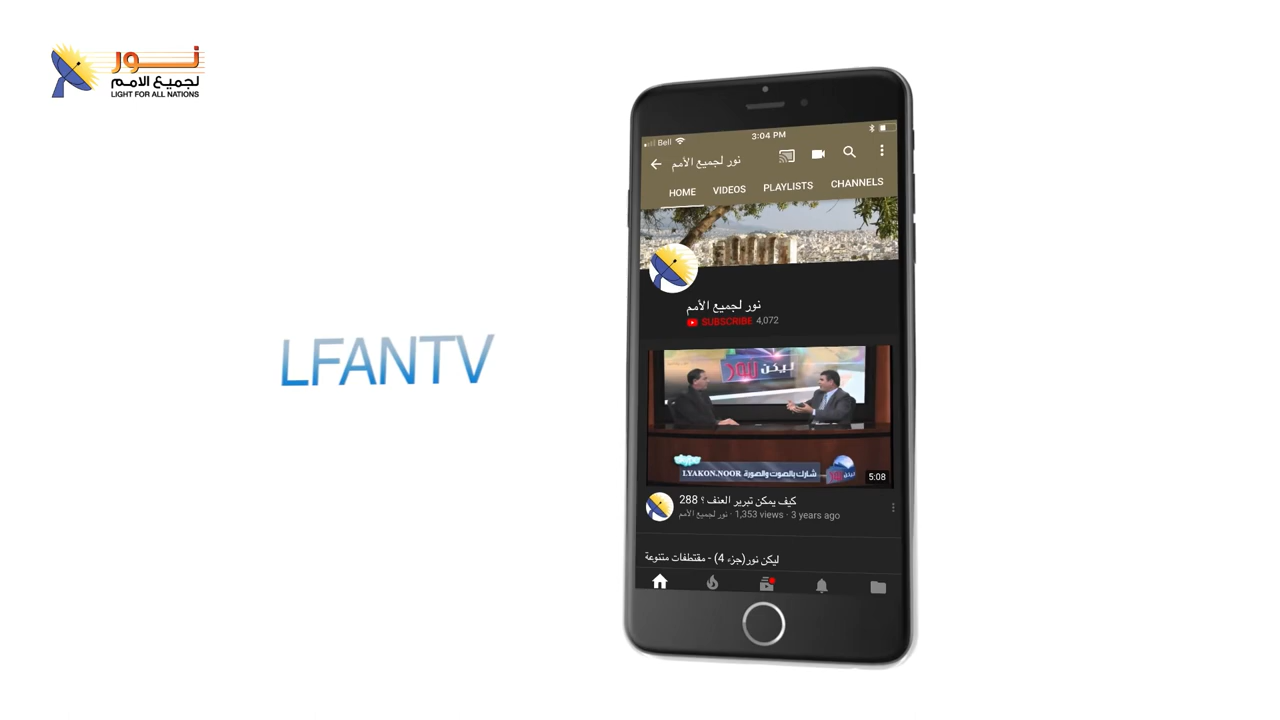 نور
لجميع الامم
LIGHT FOR ALL NATIONS
LFANTV
Bell 3:04 PM
نور لجميع الأمم
HOME VIDEOS PLAYLISTS CHANNELS
نور لجميع الأمم
SUBSCRIBE 4,072
ليكن نور
LYAKON.NOOR شارك بالصوت والصورة
ليكن نور
5:08
كيف يمكن تبرير العنف ؟ 288
نور لجميع الأمم · 1,353 views · 3 years ago
ليكن نور(جزء 4) - مقتطفات متنوعة